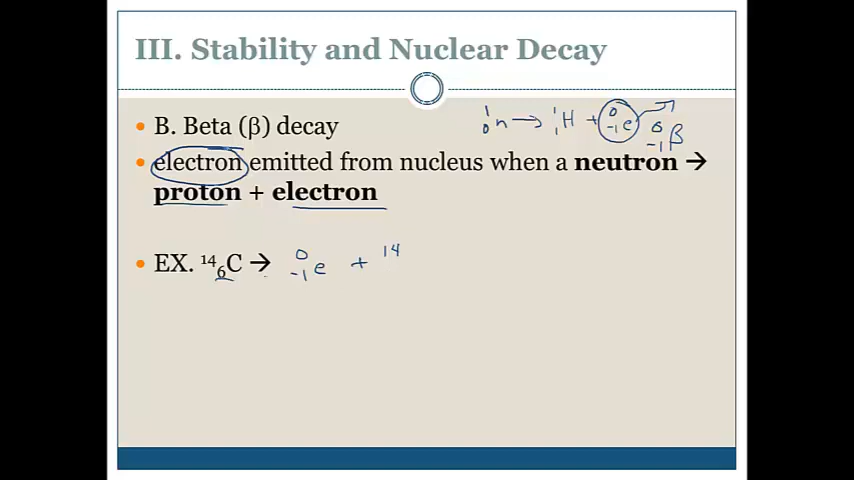 III. Stability and Nuclear Decay
B. Beta (β) decay
¹₀n → ¹₁H + ⁰₋₁e
⁰₋₁β
electron emitted from nucleus when a neutron →
proton + electron
EX. ¹⁴₆C → ⁰₋₁e + ¹⁴